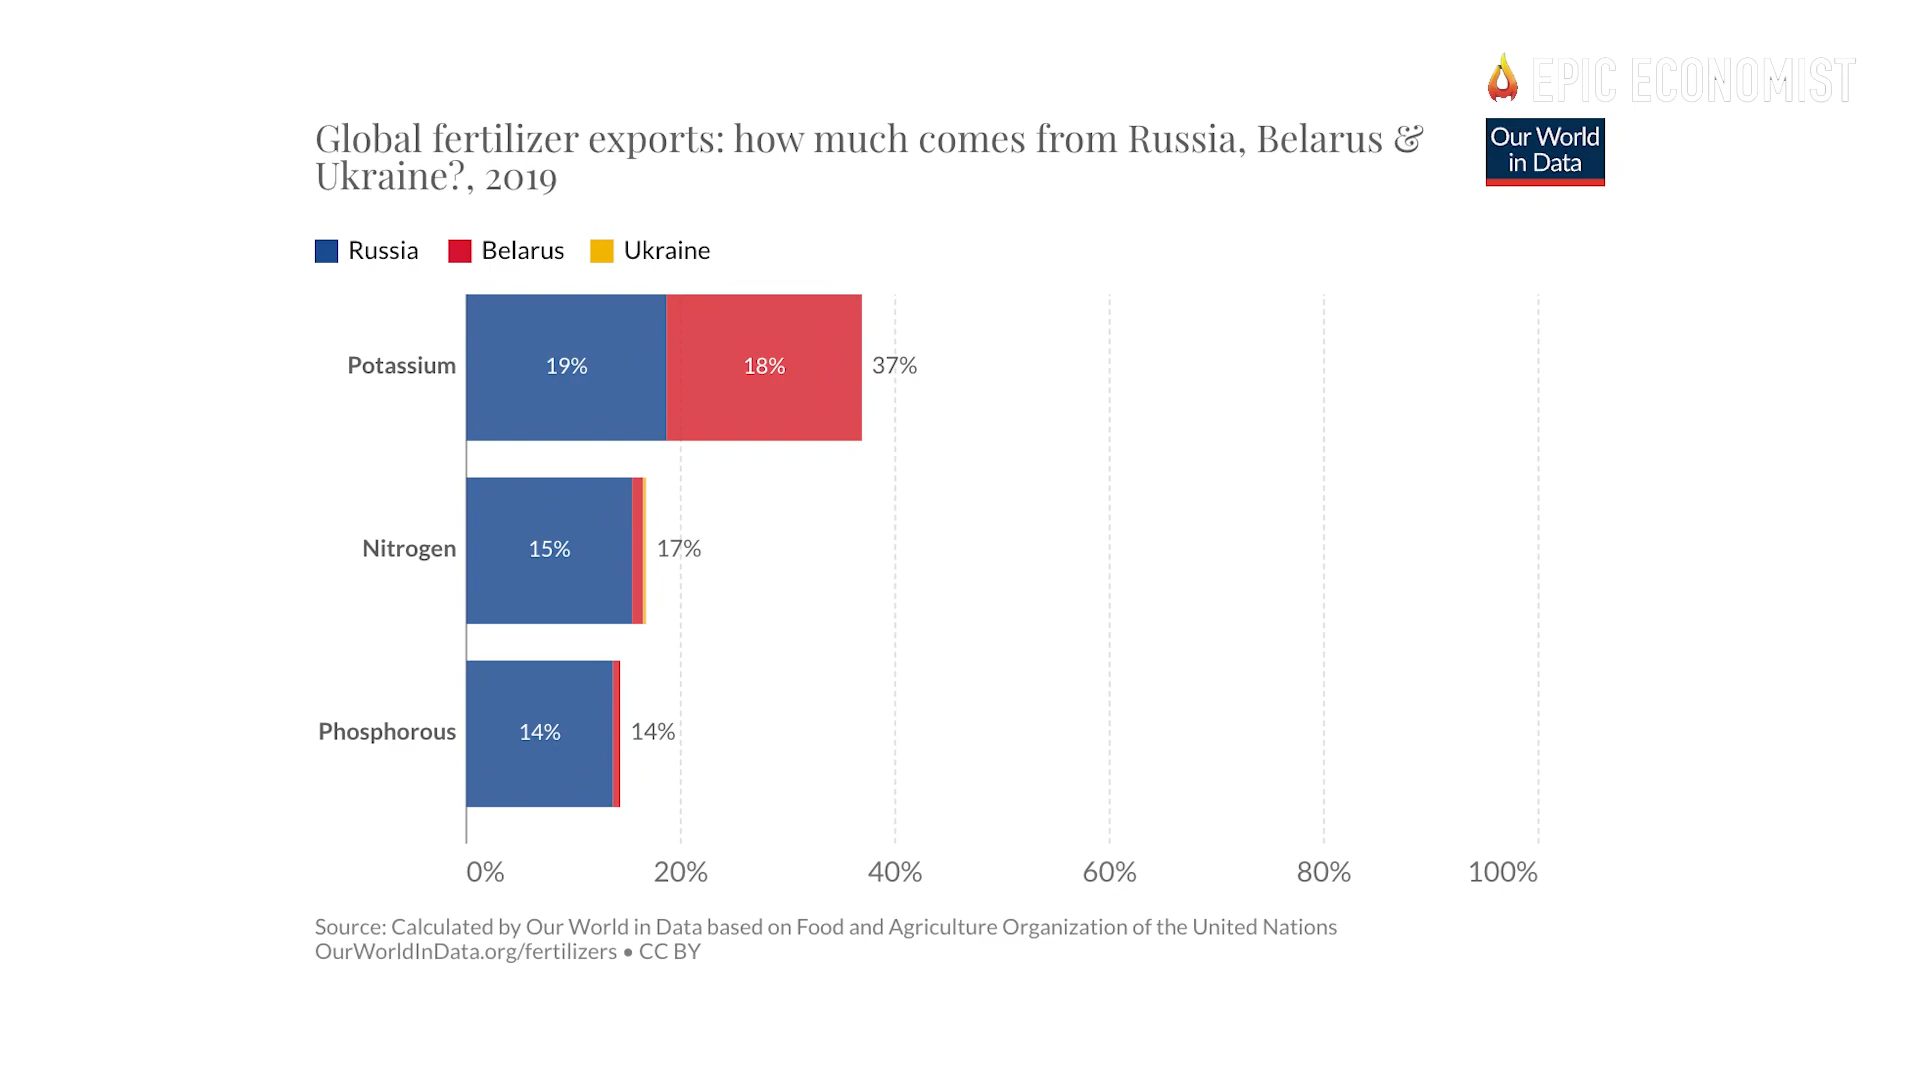 EPIC ECONOMIST
Global fertilizer exports: how much comes from Russia, Belarus &
Ukraine?, 2019
Our World
in Data
Russia
Belarus
Ukraine
Potassium
19%
18%
37%
Nitrogen
15%
17%
Phosphorous
14%
14%
0%
20%
40%
60%
80%
100%
Source: Calculated by Our World in Data based on Food and Agriculture Organization of the United Nations
OurWorldInData.org/fertilizers • CC BY